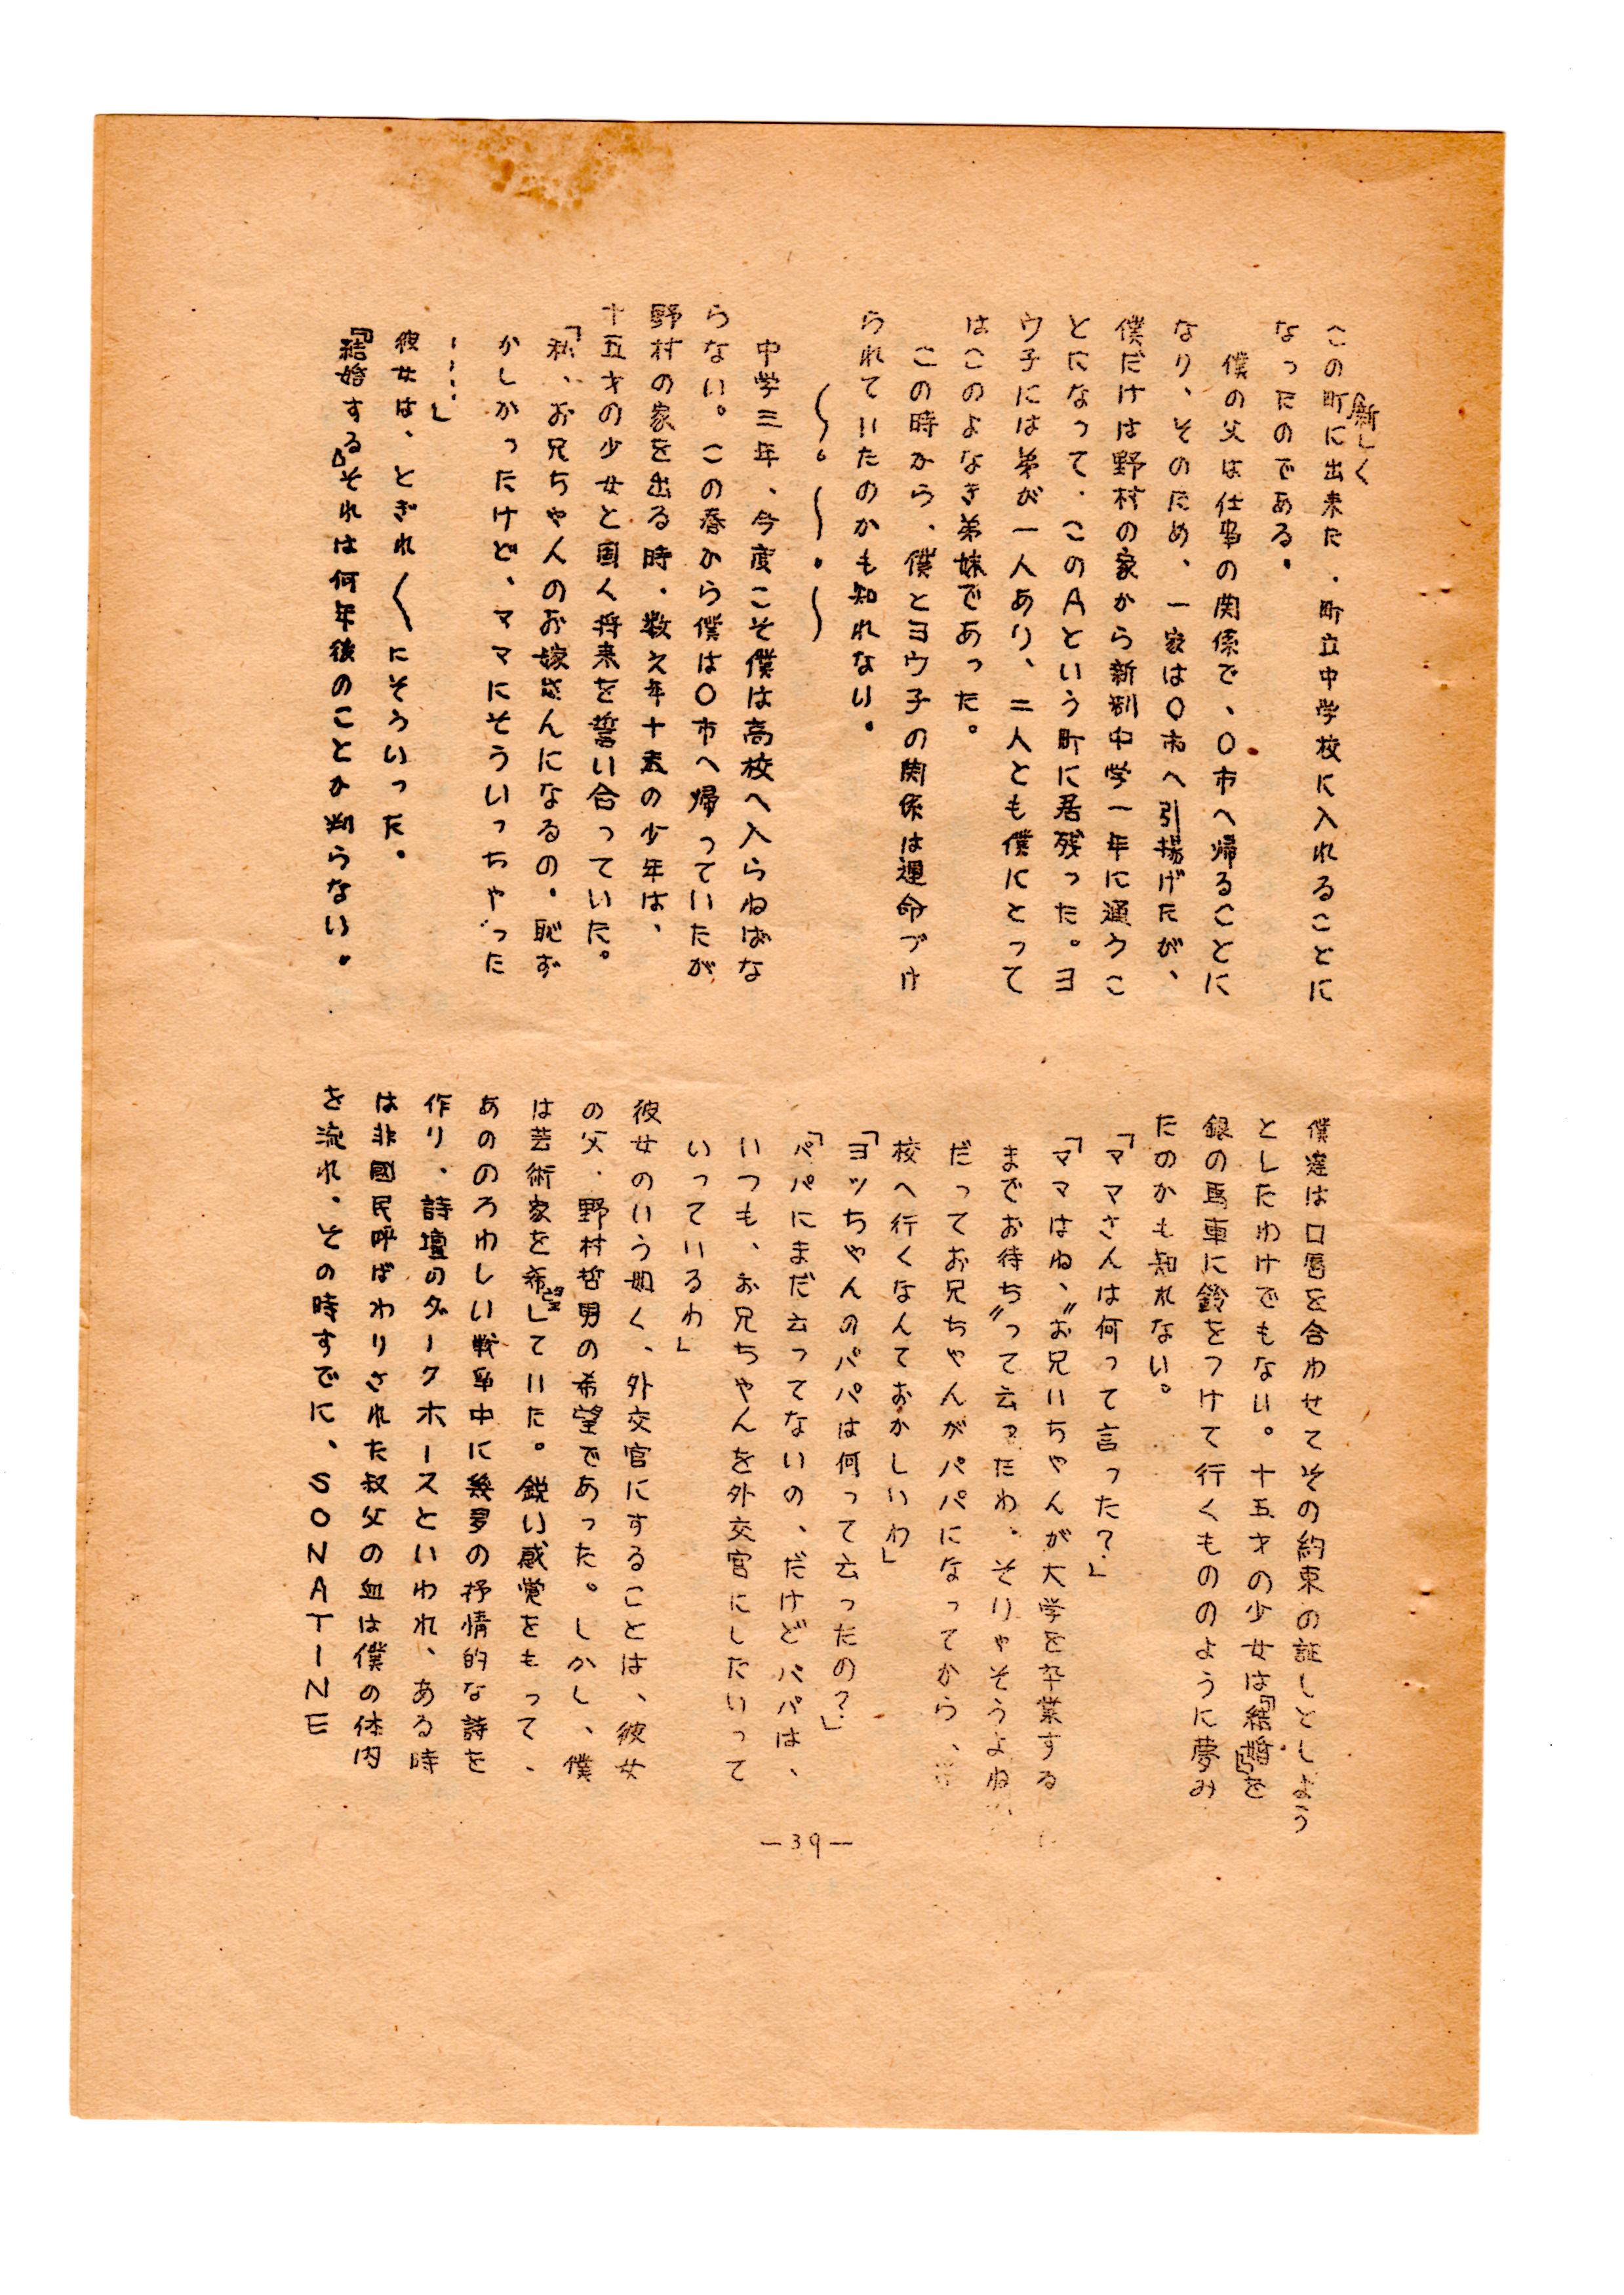 この町に新しく出来た、町立中学校に入れることに
なったのである。
僕の父は仕事の関係で、〇市へ帰ることに
なり、そのため、一家は〇市へ引揚げたが、
僕だけは野村の家から新制中学一年に通うこ
とになって、このAという町に居残った。ヨ
ウ子には弟が一人あり、二人とも僕にとって
はこのよなき弟妹であった。
この時から、僕とヨウ子の関係は運命づけ
られていたのかも知れない。
〜。〜。〜
中学三年、今度こそ僕は高校へ入らねばな
らない。この春から僕は〇市へ帰っていたが
野村の家を出る時、数え年十五の少年は、
十五才の少女と固く将来を誓い合っていた。
「私、お兄ちゃんのお嫁さんになるの。恥ず
かしかったけど、ママにそういっちゃった
・・・・」
彼女は、とぎれ〱にそういった。
『結婚する』それは何年後のことか判らない。
僕達は口唇を合わせてその約束の証しとしよう
としたわけでもない。十五才の少女は『結婚』を
銀の馬車に鈴をつけて行くもののように夢み
たのかも知れない。
「ママさんは何って言った?」
「ママはね、〝お兄いちゃんが大学を卒業する
までお待ち〟って云ったわ。そりゃそうよね、
だってお兄ちゃんがパパになってから、学
校へ行くなんておかしいわ」
「ヨッちゃんのパパは何って云ったの?」
「パパにまだ云ってないの、だけどパパは、
いつも、お兄ちゃんを外交官にしたいって
いっているわ」
彼女のいう如く、外交官にすることは、彼女
の父、野村哲男の希望であった。しかし、僕
は芸術家を希望していた。鋭い感覚をもって、
あののろわしい戦争中に幾多の抒情的な詩を
作り、詩壇のダークホースといわれ、ある時
は非國民呼ばわりされた叔父の血は僕の体内
を流れ、その時すでに、SONATINE
—39—